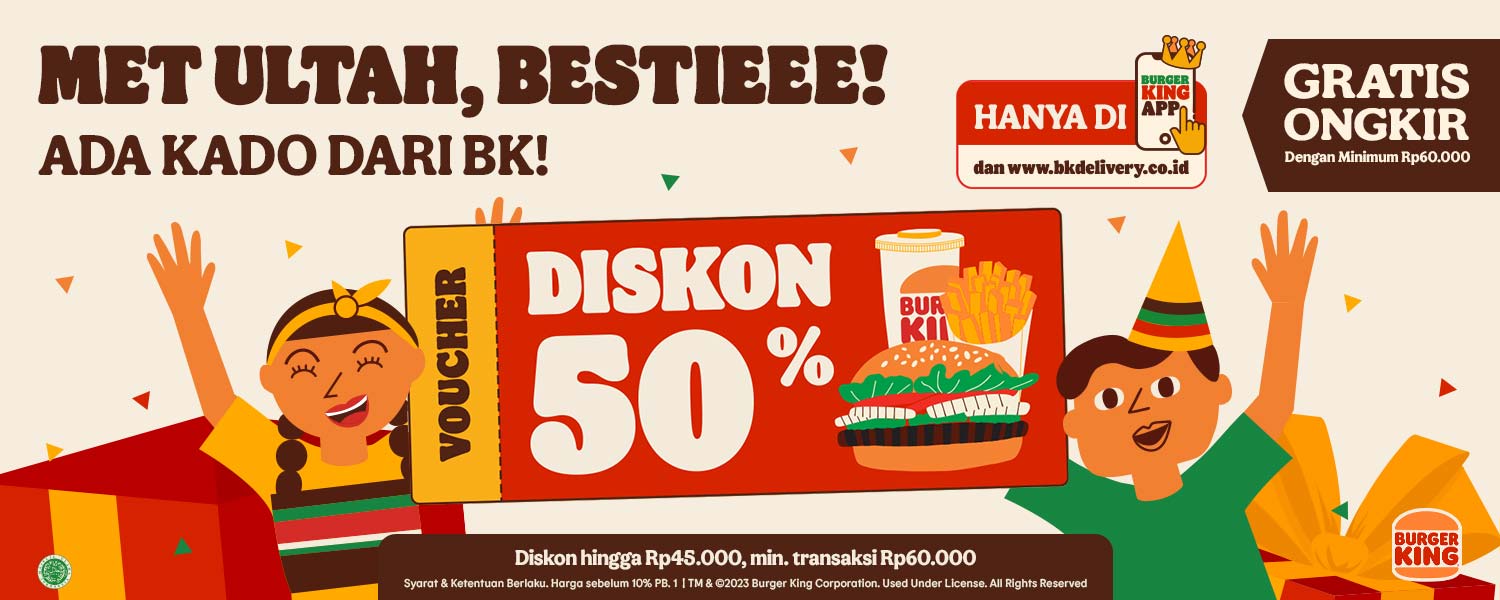 MET ULTAH, BESTIEEE!
ADA KADO DARI BK!
HANYA DI
BURGER
KING
APP
dan www.bkdelivery.co.id
GRATIS
ONGKIR
Dengan Minimum Rp60.000
VOUCHER
DISKON
50%
BUR
KI
Diskon hingga Rp45.000, min. transaksi Rp60.000
Syarat & Ketentuan Berlaku. Harga sebelum 10% PB. 1 | TM & ©2023 Burger King Corporation. Used Under License. All Rights Reserved
BURGER
KING